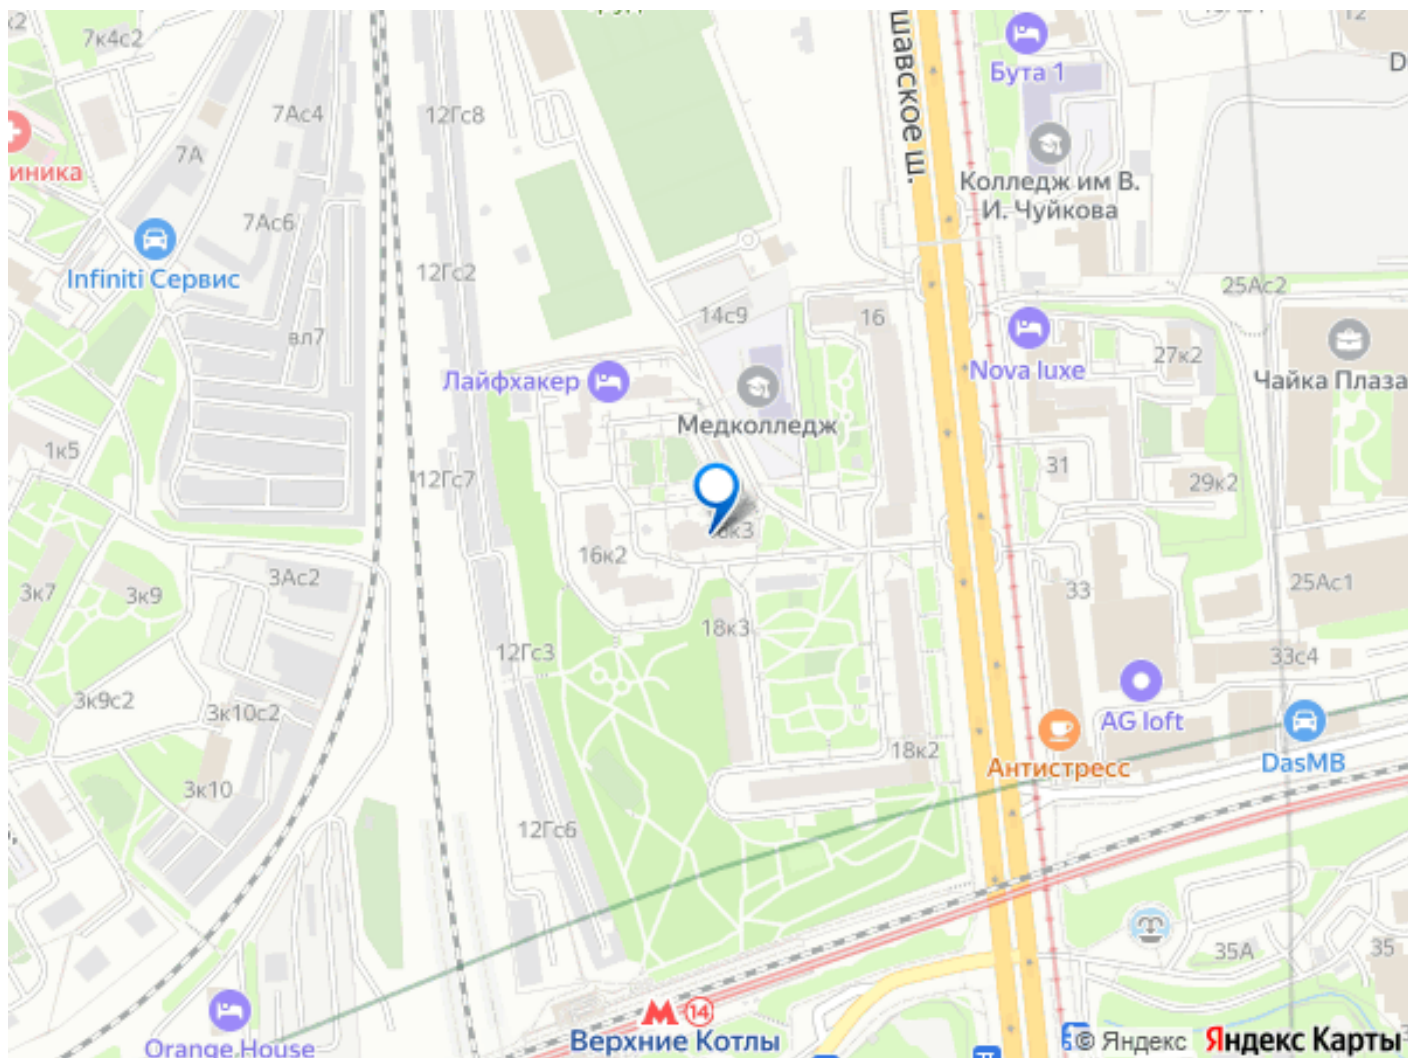 7к4с2
12
Бута 1
7Ас4
12Гс8
шавское ш.
7А
иника
Колледж им В.
И. Чуйкова
7Ас6
Infiniti Сервис
12Гс2
25Ас2
14с9
16
вл7
Nova luxe
27к2
Чайка Плаза
Лайфхакер
Медколледж
1к5
12Гс7
31
29к2
16к2
3Ас2
3к7
3к9
33
25Ас1
18к3
12Гс3
33с4
3к9с2
3к10с2
AG loft
18к2
Антистресс
DasMB
3к10
12Гс6
35А
35
14
Верхние Котлы
Orange House
© Яндекс Яндекс Карты